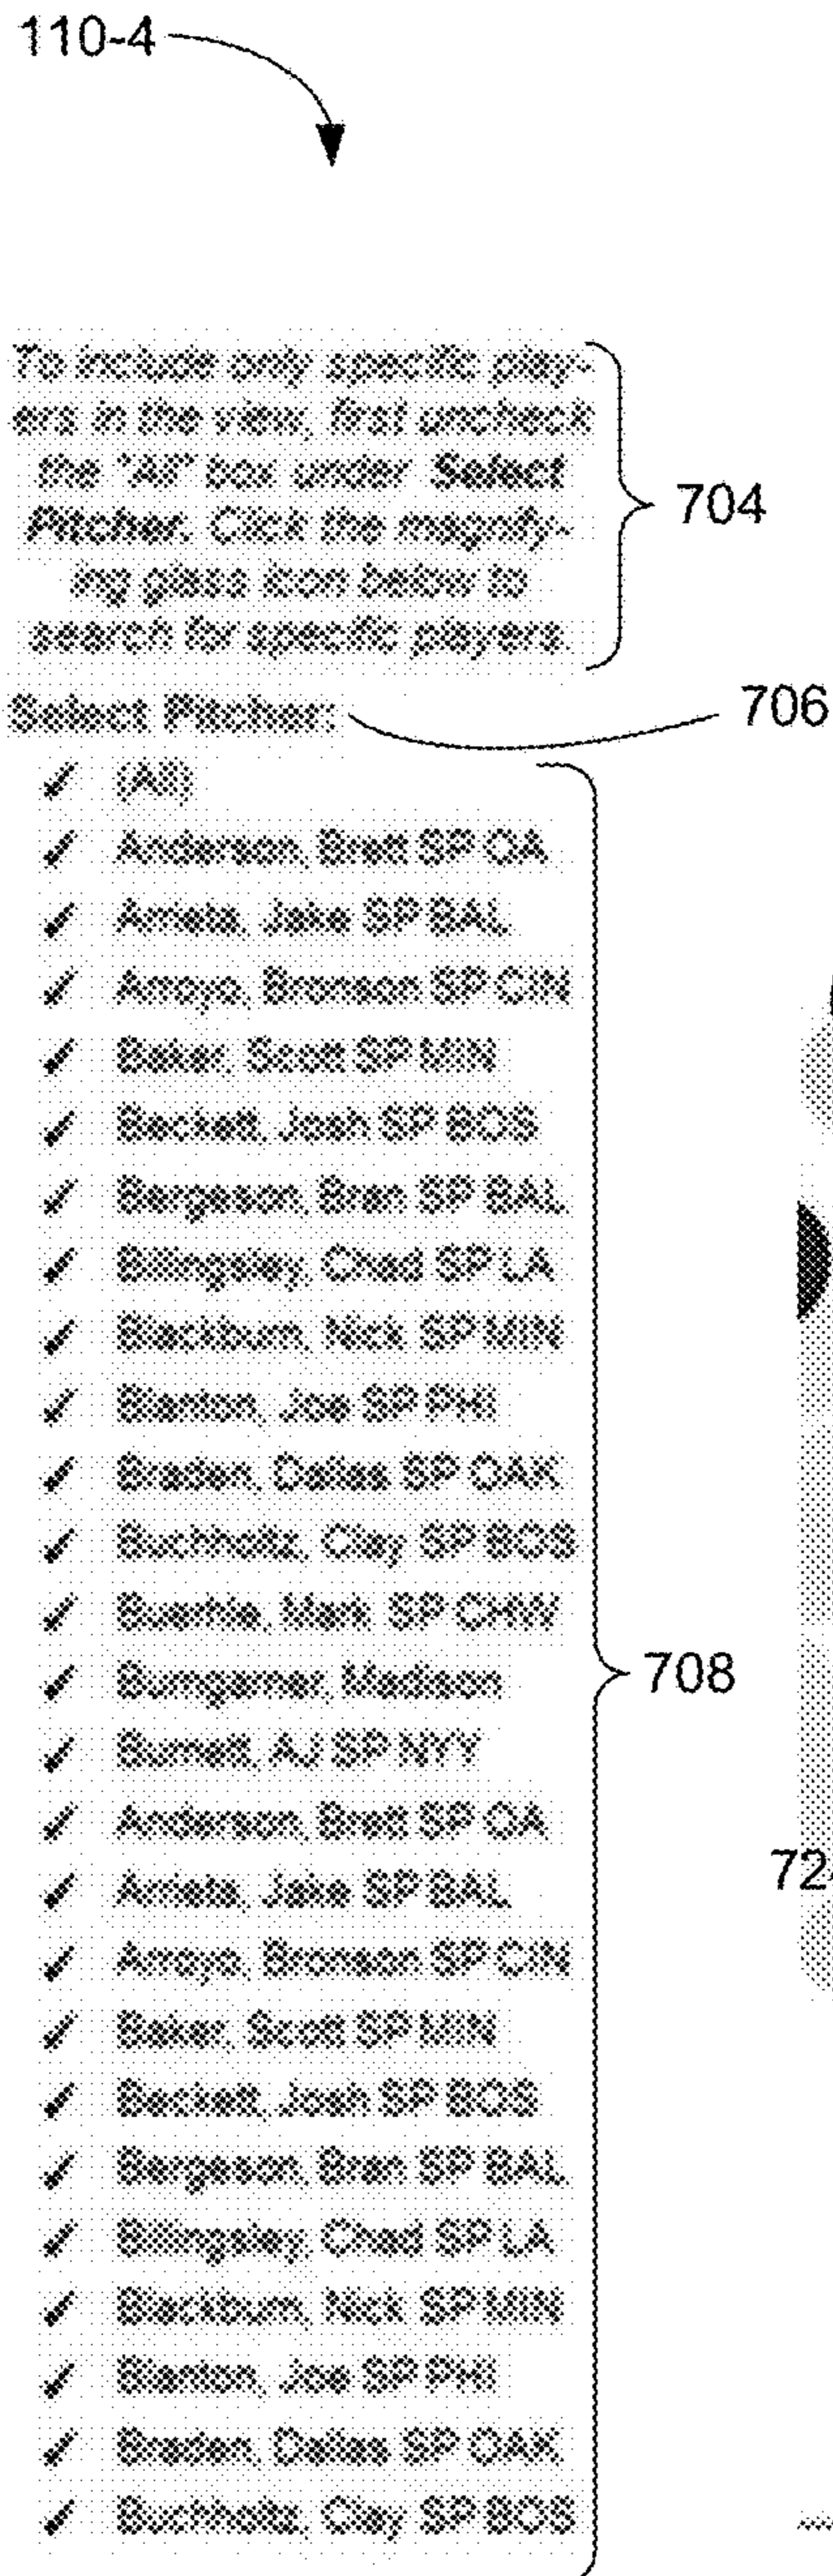 110-4
To include only specific play-
ers in the view, first uncheck
the "All" box under Select
Pitcher. Click the magnify-
ing glass icon below to
search for specific players.
704
Select Pitcher:
706
✓ (All)
✓ Anderson, Brett SP OA
✓ Arrieta, Jake SP BAL
✓ Arroyo, Bronson SP CIN
✓ Baker, Scott SP MIN
✓ Beckett, Josh SP BOS
✓ Bergeson, Bran SP BAL
✓ Billingsley, Chad SP LA
✓ Blackburn, Nick SP MIN
✓ Blanton, Joe SP PHI
✓ Braden, Dallas SP OAK
✓ Buchholz, Clay SP BOS
✓ Buerhle, Mark SP CHW
708
✓ Bumgarner, Madison
✓ Burnett, AJ SP NYY
✓ Anderson, Brett SP OA
✓ Arrieta, Jake SP BAL
72
✓ Arroyo, Bronson SP CIN
✓ Baker, Scott SP MIN
✓ Beckett, Josh SP BOS
✓ Bergeson, Bran SP BAL
✓ Billingsley, Chad SP LA
✓ Blackburn, Nick SP MIN
✓ Blanton, Joe SP PHI
✓ Braden, Dallas SP OAK
✓ Buchholz, Clay SP BOS